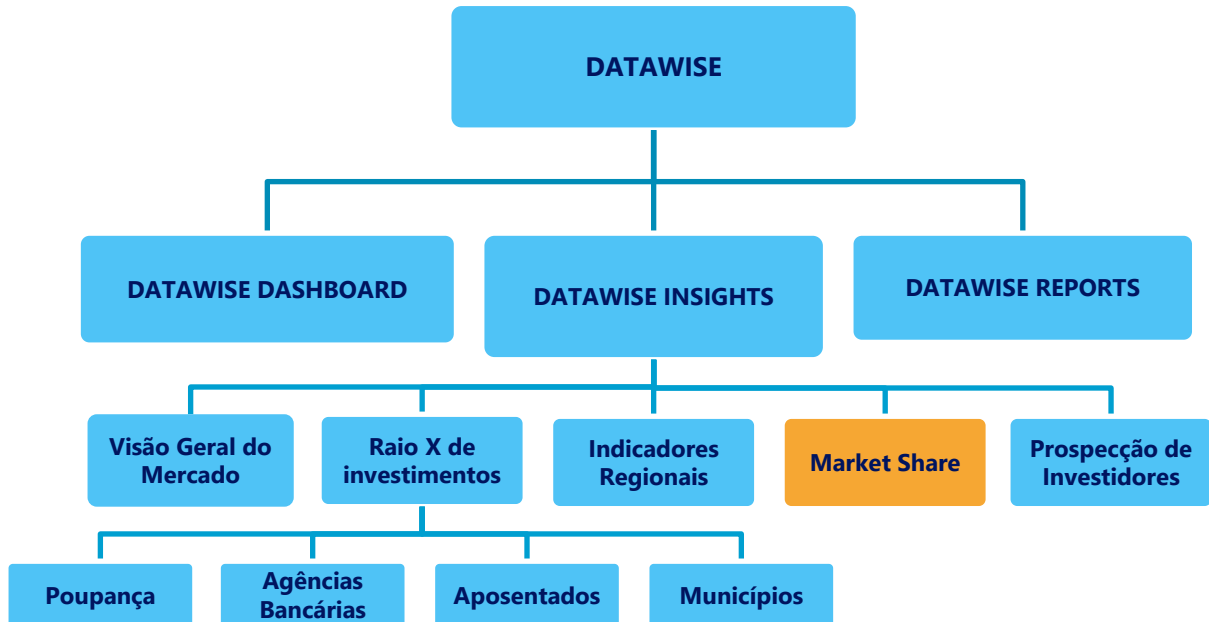 DATAWISE
DATAWISE DASHBOARD
DATAWISE INSIGHTS
DATAWISE REPORTS
Visão Geral do
Mercado
Raio X de
investimentos
Indicadores
Regionais
Market Share
Prospecção de
Investidores
Poupança
Agências
Bancárias
Aposentados
Municípios